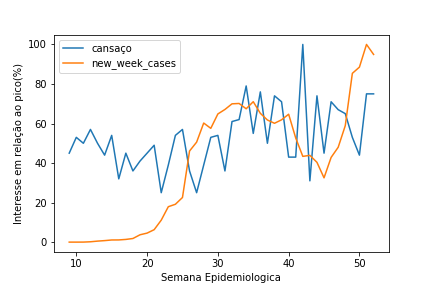 cansaço
new_week_cases
Interesse em relação ao pico(%)
100
80
60
40
20
0
10
20
30
40
50
Semana Epidemiologica